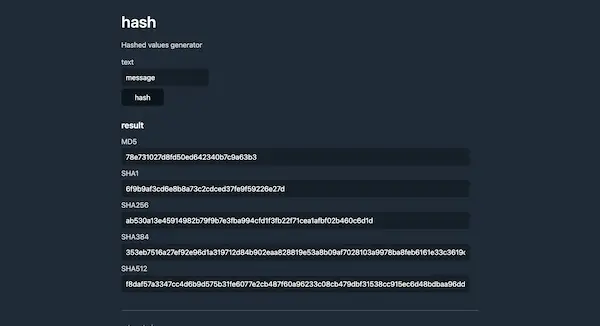 hash
Hashed values generator
text
message
hash
result
MD5
78e731027d8fd50ed642340b7c9a63b3
SHA1
6f9b9af3cd6e8b8a73c2cdced37fe9f59226e27d
SHA256
ab530a13e45914982b79f9b7e3fba994cfd1f3fb22f71cea1afbf02b460c6d1d
SHA384
353eb7516a27ef92e96d1a319712d84b902eaa828819e53a8b09af7028103a9978ba8feb6161e33c3619c
SHA512
f8daf57a3347cc4d6b9d575b31fe6077e2cb487f60a96233c08cb479dbf31538cc915ec6d48bdbaa96dd